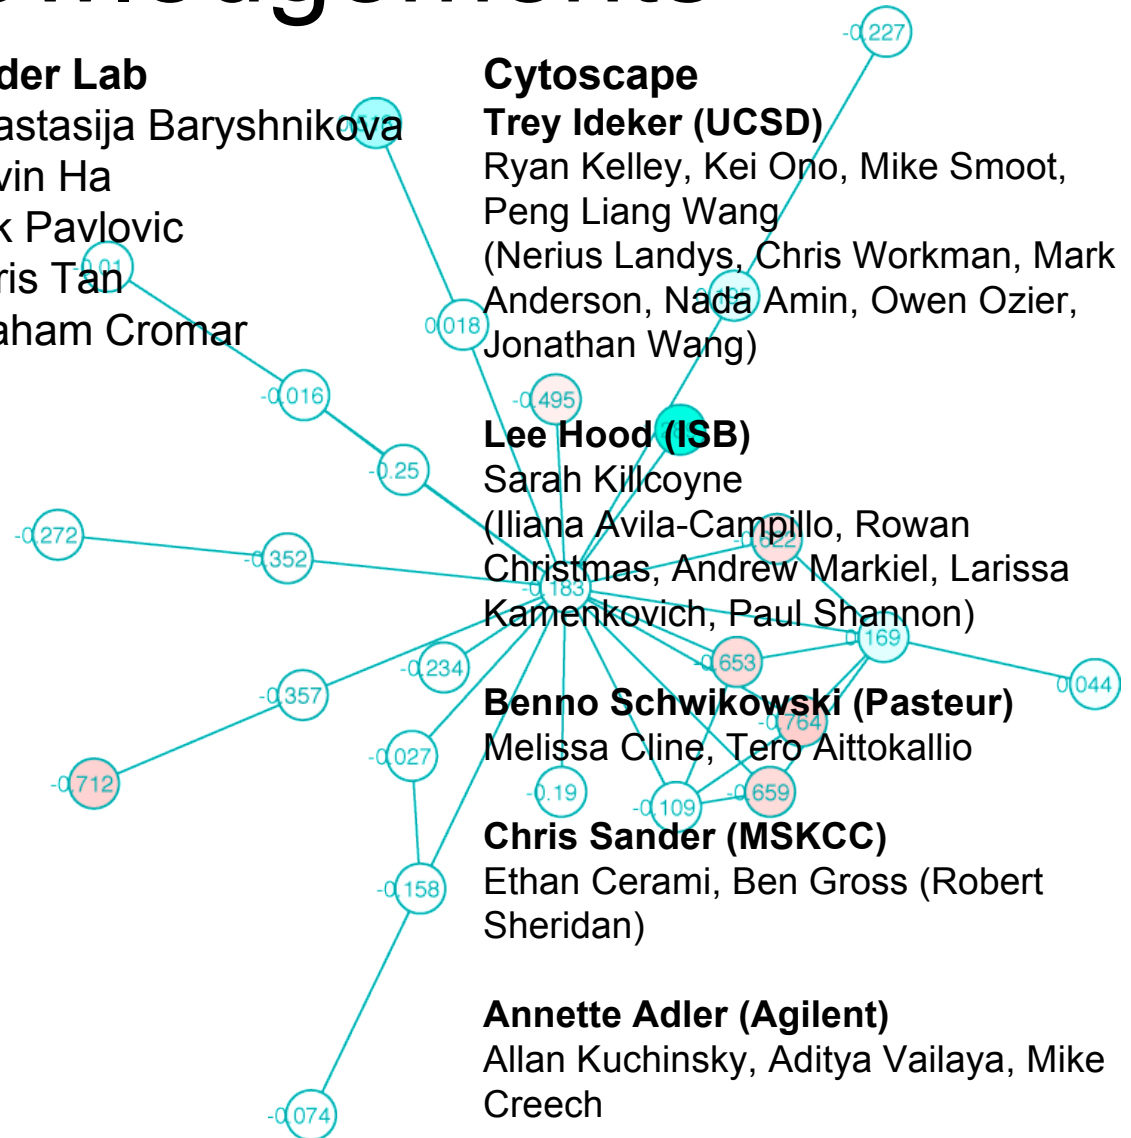 der Lab
astasija Baryshnikova
vin Ha
k Pavlovic
ris Tan
aham Cromar
Cytoscape
Trey Ideker (UCSD)
Ryan Kelley, Kei Ono, Mike Smoot,
Peng Liang Wang
(Nerius Landys, Chris Workman, Mark
Anderson, Nada Amin, Owen Ozier,
Jonathan Wang)
Lee Hood (ISB)
Sarah Killcoyne
(Iliana Avila-Campillo, Rowan
Christmas, Andrew Markiel, Larissa
Kamenkovich, Paul Shannon)
Benno Schwikowski (Pasteur)
Melissa Cline, Tero Aittokallio
Chris Sander (MSKCC)
Ethan Cerami, Ben Gross (Robert
Sheridan)
Annette Adler (Agilent)
Allan Kuchinsky, Aditya Vailaya, Mike
Creech
-0.227
0.018
-0.016
-0.495
-0.25
-0.272
-0.352
-0.622
-0.183
0.169
-0.653
-0.234
0.044
-0.357
-0.764
-0.027
-0.712
-0.19
-0.109
-0.659
-0.158
-0.074